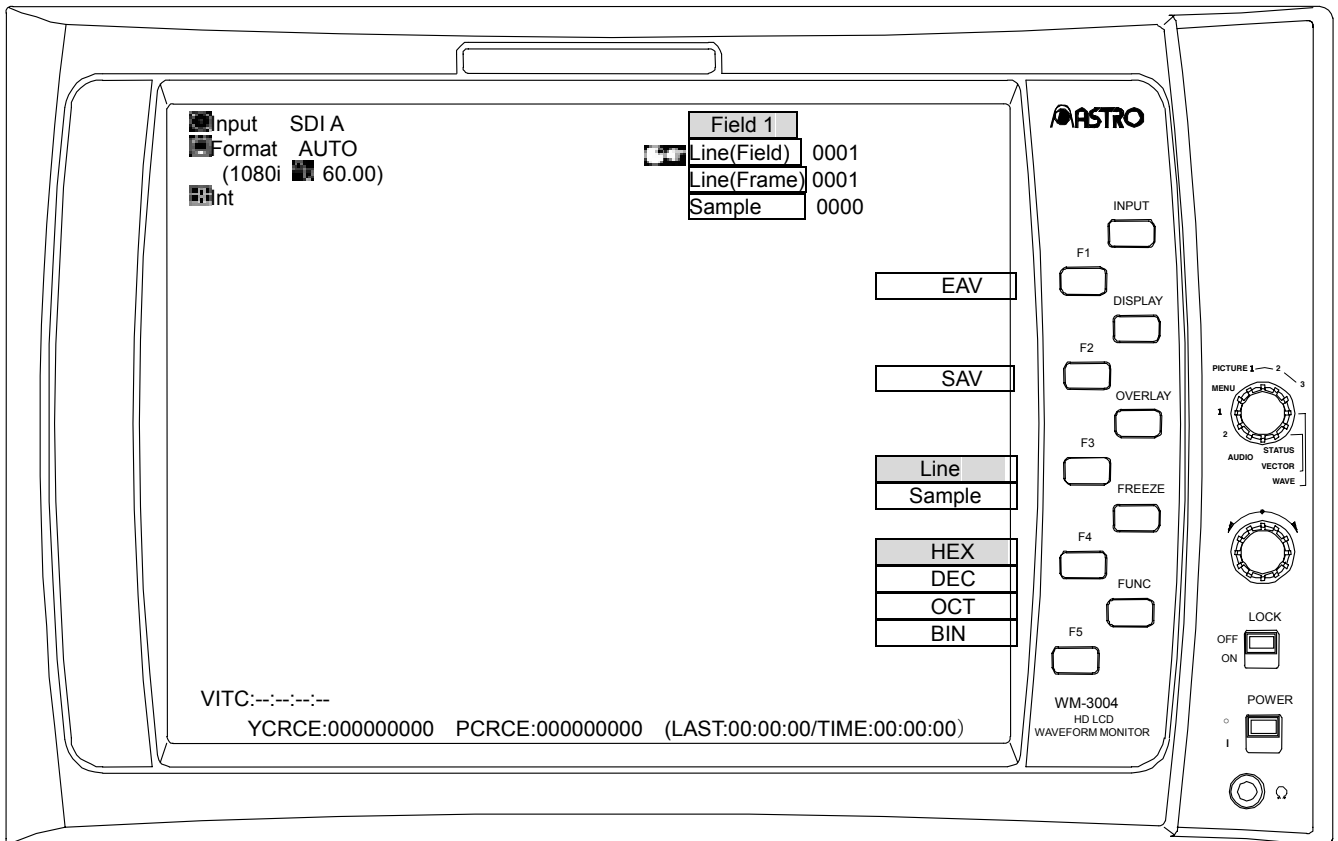 Input SDI A
Format AUTO
(1080i 60.00)
Int
Field 1
Line(Field) 0001
Line(Frame) 0001
Sample 0000
EAV
SAV
Line
Sample
HEX
DEC
OCT
BIN
VITC:--:--:--:--
YCRCE:000000000 PCRCE:000000000 (LAST:00:00:00/TIME:00:00:00)
ASTRO
INPUT
F1
DISPLAY
F2
OVERLAY
F3
FREEZE
F4
FUNC
F5
WM-3004
HD LCD
WAVEFORM MONITOR
PICTURE 1 2
3
MENU
1
2
AUDIO
STATUS
VECTOR
WAVE
LOCK
OFF
ON
POWER
○
I